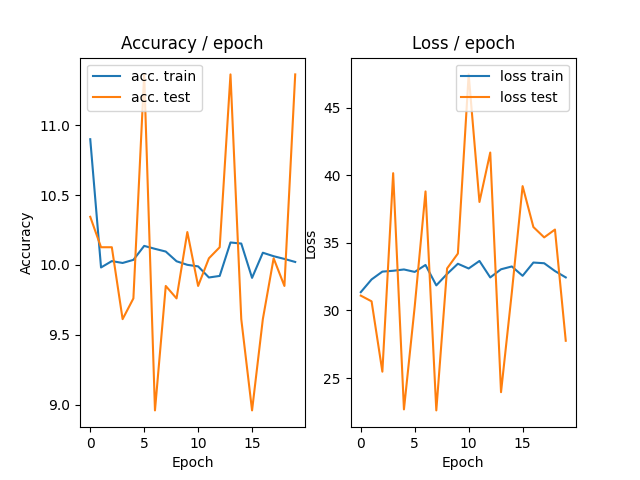 Accuracy / epoch
acc. train
acc. test
11.0
10.5
10.0
9.5
9.0
0
5
10
15
Accuracy
Epoch
Loss / epoch
loss train
loss test
45
40
35
30
25
0
5
10
15
Loss
Epoch